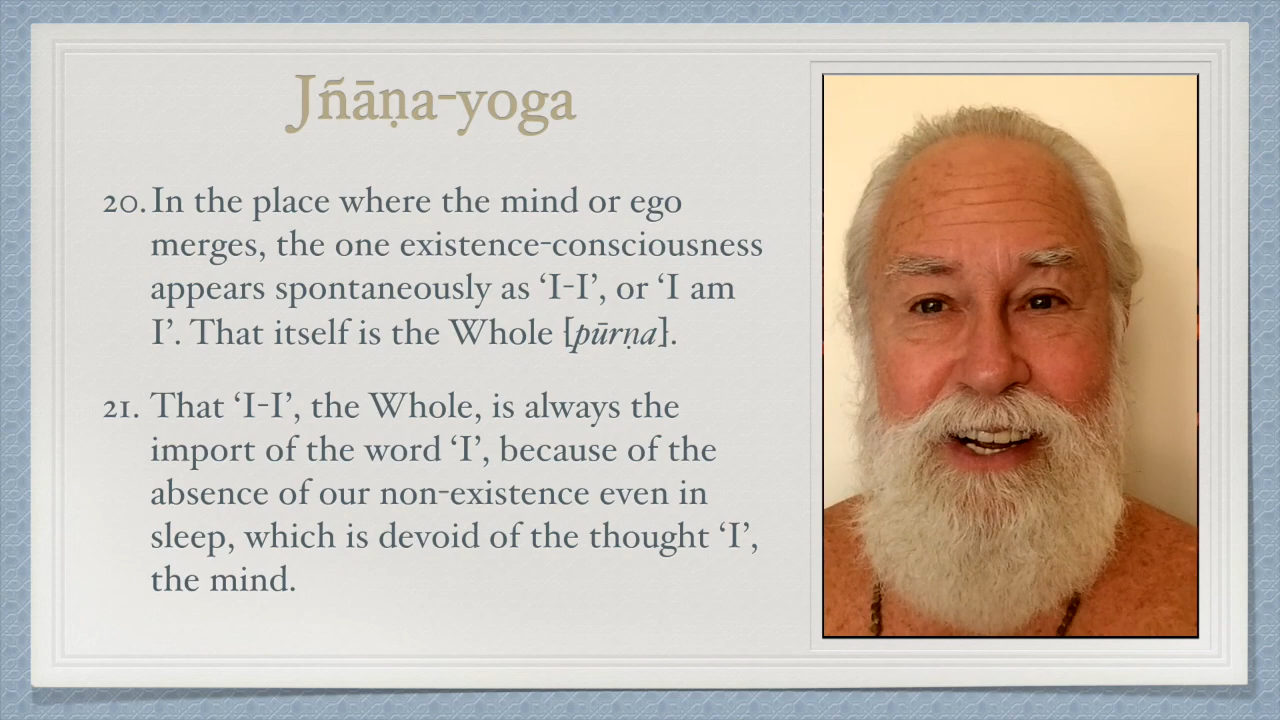 Jñāṇa-yoga
20. In the place where the mind or ego
merges, the one existence-consciousness
appears spontaneously as ‘I-I’, or ‘I am
I’. That itself is the Whole [pūrṇa].
21. That ‘I-I’, the Whole, is always the
import of the word ‘I’, because of the
absence of our non-existence even in
sleep, which is devoid of the thought ‘I’,
the mind.